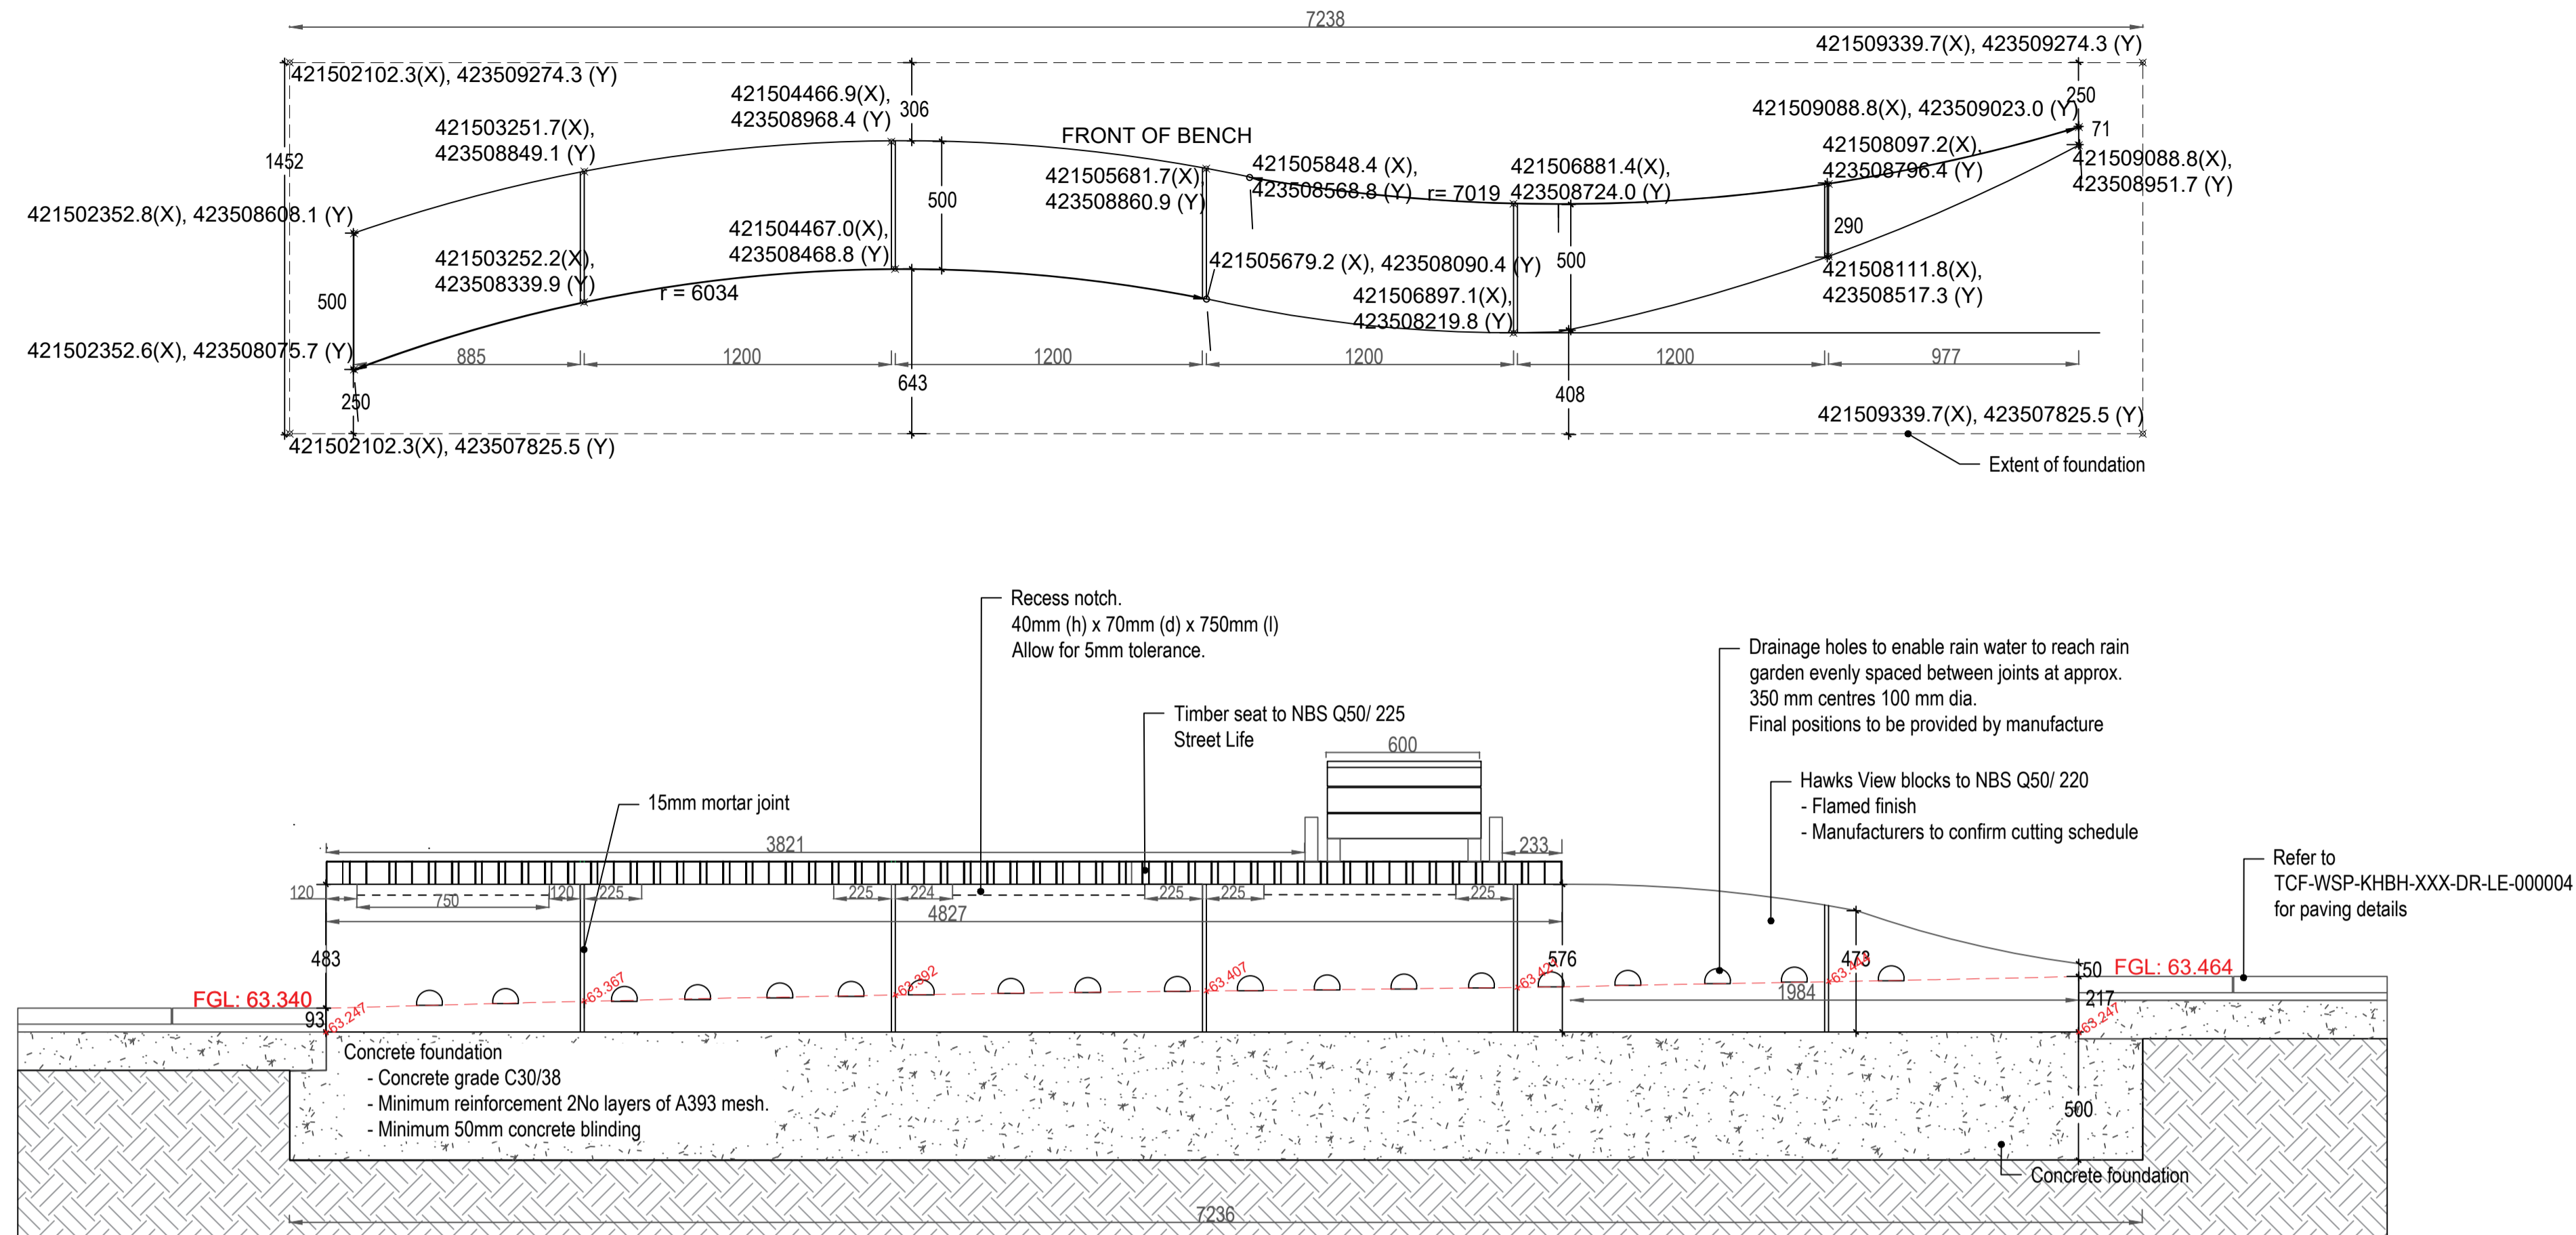 7238
421509339.7(X), 423509274.3 (Y)
421502102.3(X), 423509274.3 (Y)
421504466.9(X),
423508968.4 (Y)
306
421509088.8(X), 423509023.0 (Y)
250
71
421503251.7(X),
423508849.1 (Y)
FRONT OF BENCH
1452
421505848.4 (X),
423508568.8 (Y)
421506881.4(X),
r= 7019 423508724.0 (Y)
421508097.2(X),
423508796.4 (Y)
421509088.8(X),
423508951.7 (Y)
421505681.7(X),
423508860.9 (Y)
500
421502352.8(X), 423508608.1 (Y)
421504467.0(X),
423508468.8 (Y)
290
421503252.2(X),
423508339.9 (Y)
421505679.2 (X), 423508090.4 (Y)
500
421508111.8(X),
423508517.3 (Y)
500
r = 6034
421506897.1(X),
423508219.8 (Y)
421502352.6(X), 423508075.7 (Y)
885
1200
1200
1200
1200
977
643
408
250
421509339.7(X), 423507825.5 (Y)
421502102.3(X), 423507825.5 (Y)
Extent of foundation
Recess notch.
40mm (h) x 70mm (d) x 750mm (l)
Allow for 5mm tolerance.
Drainage holes to enable rain water to reach rain
garden evenly spaced between joints at approx.
350 mm centres 100 mm dia.
Final positions to be provided by manufacture
Timber seat to NBS Q50/ 225
Street Life
600
Hawks View blocks to NBS Q50/ 220
- Flamed finish
- Manufacturers to confirm cutting schedule
15mm mortar joint
3821
233
Refer to
TCF-WSP-KHBH-XXX-DR-LE-000004
for paving details
120
750
120
225
225
224
225
225
225
4827
483
576
473
50
FGL: 63.464
63.367
63.392
63.407
FGL: 63.340
1984
217
93
63.247
63.247
Concrete foundation
- Concrete grade C30/38
- Minimum reinforcement 2No layers of A393 mesh.
- Minimum 50mm concrete blinding
500
Concrete foundation
7236